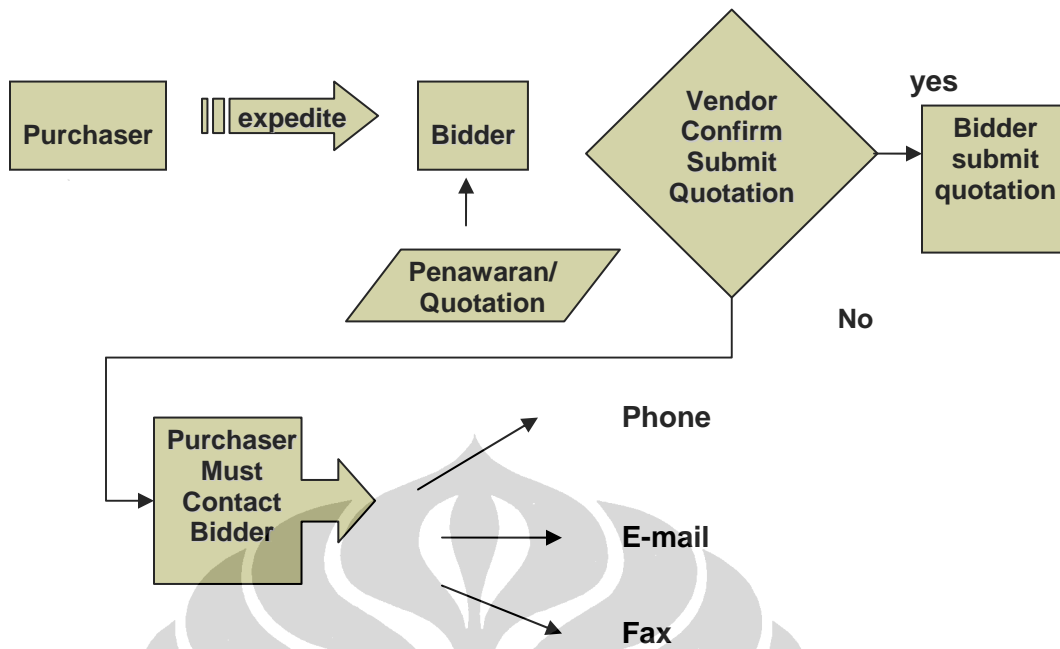 Purchaser
expedite
Bidder
Penawaran/
Quotation
Vendor
Confirm
Submit
Quotation
yes
Bidder
submit
quotation
No
Purchaser
Must
Contact
Bidder
Phone
E-mail
Fax